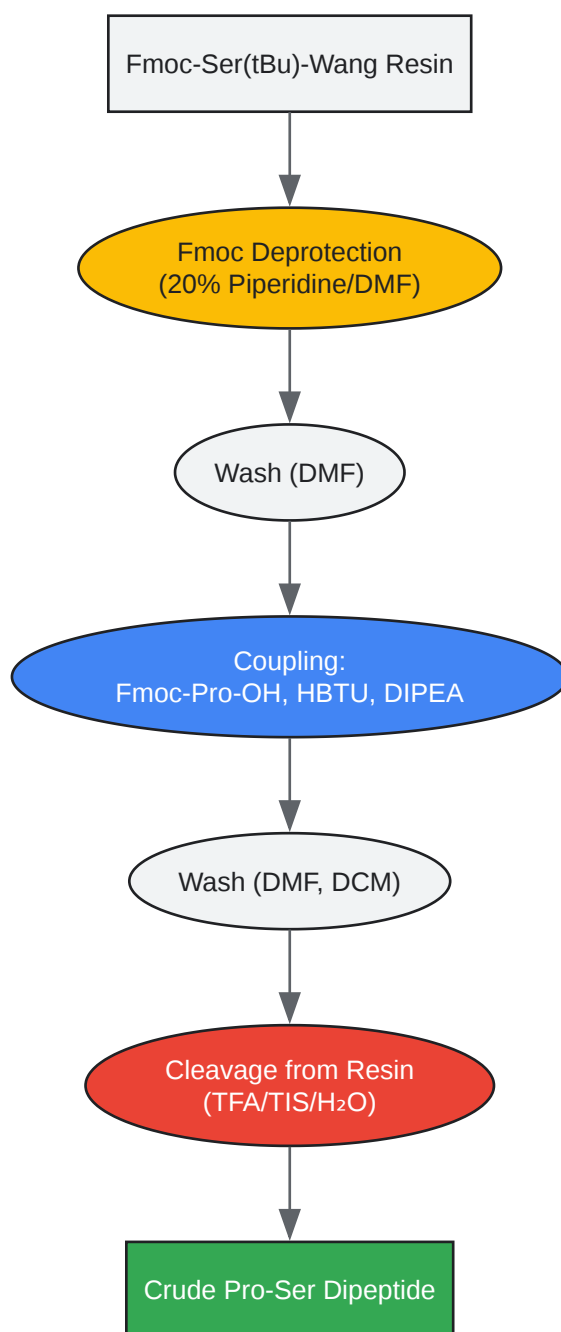 Fmoc-Ser(tBu)-Wang Resin
Fmoc Deprotection
(20% Piperidine/DMF)
Wash (DMF)
Coupling:
Fmoc-Pro-OH, HBTU, DIPEA
Wash (DMF, DCM)
Cleavage from Resin
(TFA/TIS/H₂O)
Crude Pro-Ser Dipeptide